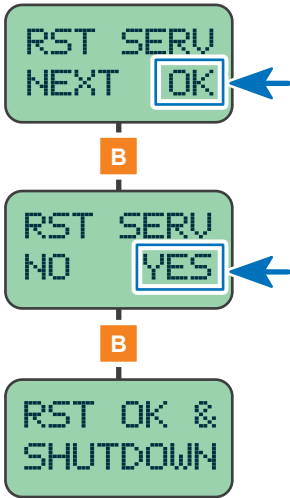 RST SERV
NEXT OK
B
RST SERV
NO YES
B
RST OK &
SHUTDOWN